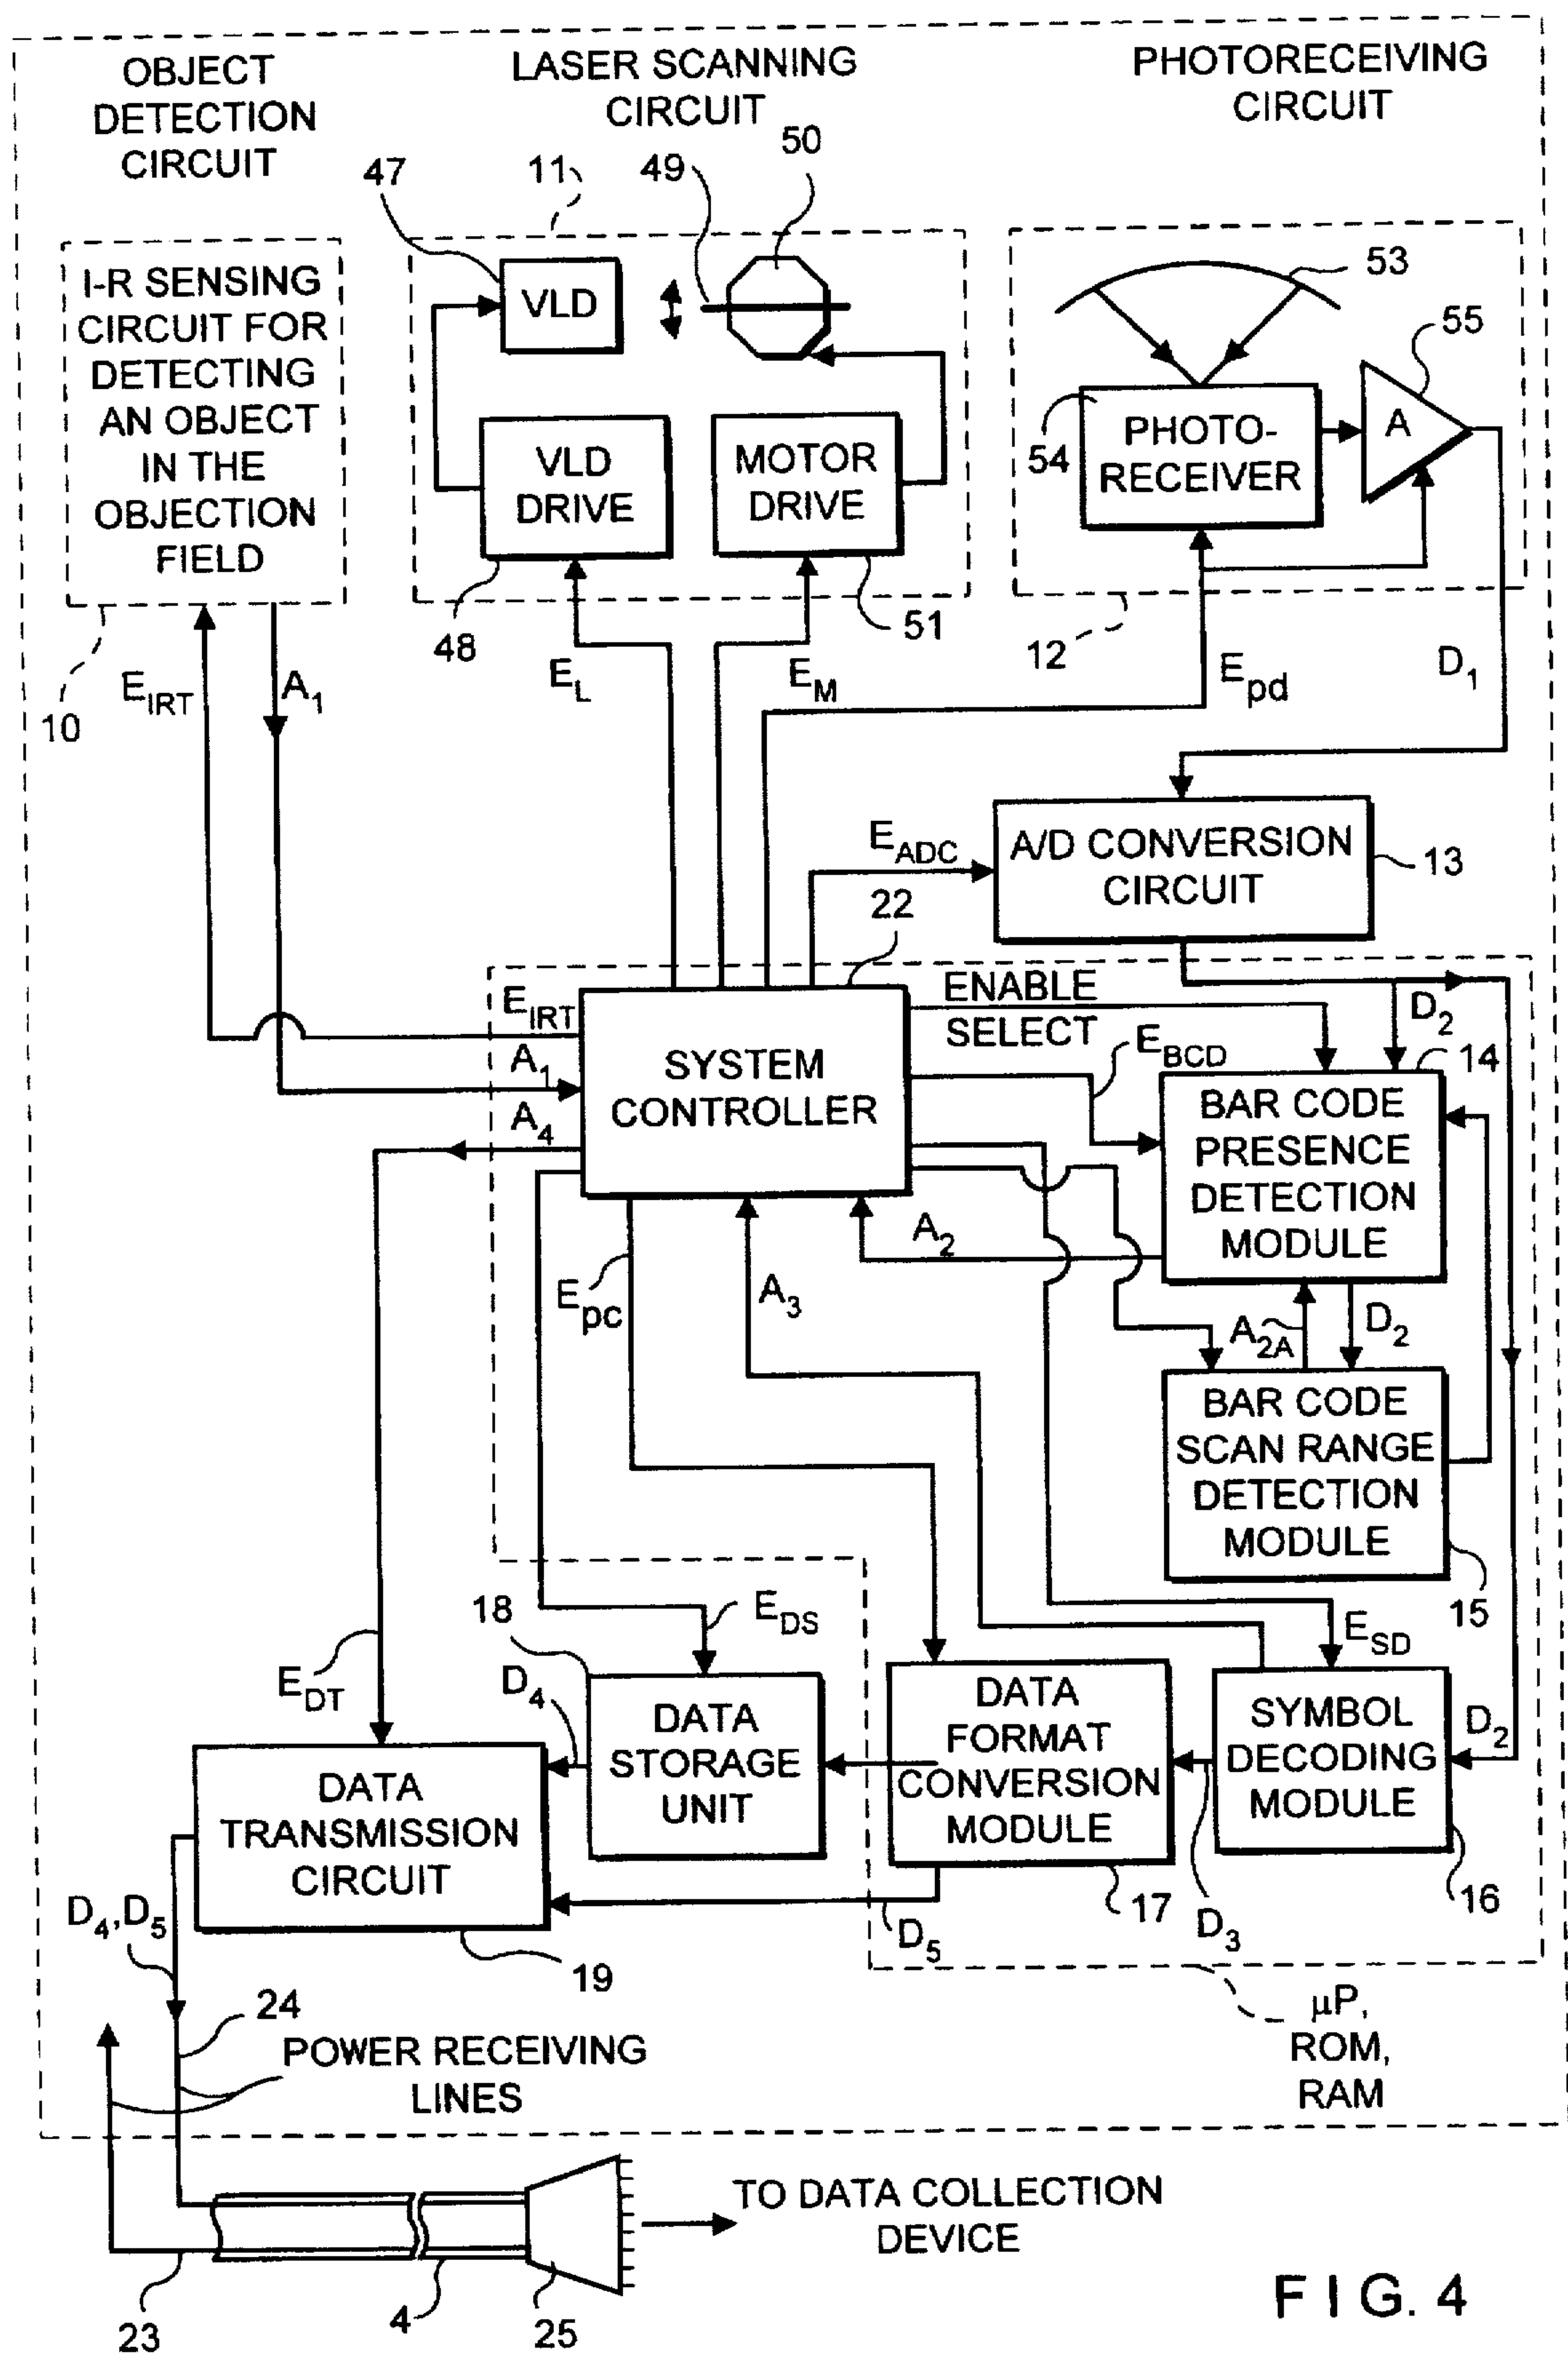 OBJECT
DETECTION
CIRCUIT
LASER SCANNING
CIRCUIT
PHOTORECEIVING
CIRCUIT
47
11
49
50
I-R SENSING
CIRCUIT FOR
DETECTING
AN OBJECT
IN THE
OBJECTION
FIELD
VLD
VLD
DRIVE
MOTOR
DRIVE
53
55
54
PHOTO-
RECEIVER
A
10
48
51
12
E_IRT
A_1
E_L
E_M
E_pd
D_1
E_ADC
A/D CONVERSION
CIRCUIT
13
22
E_IRT
A_1
A_4
SYSTEM
CONTROLLER
ENABLE
SELECT
E_BCD
D_2
14
BAR CODE
PRESENCE
DETECTION
MODULE
A_2
E_pc
A_3
A_2A
D_2
BAR CODE
SCAN RANGE
DETECTION
MODULE
15
18
E_DS
E_SD
E_DT
D_4
DATA
STORAGE
UNIT
DATA
FORMAT
CONVERSION
MODULE
SYMBOL
DECODING
MODULE
D_2
DATA
TRANSMISSION
CIRCUIT
D_4,D_5
19
D_5
17
D_3
16
24
POWER RECEIVING
LINES
µP,
ROM,
RAM
TO DATA COLLECTION
DEVICE
23
4
25
FIG. 4